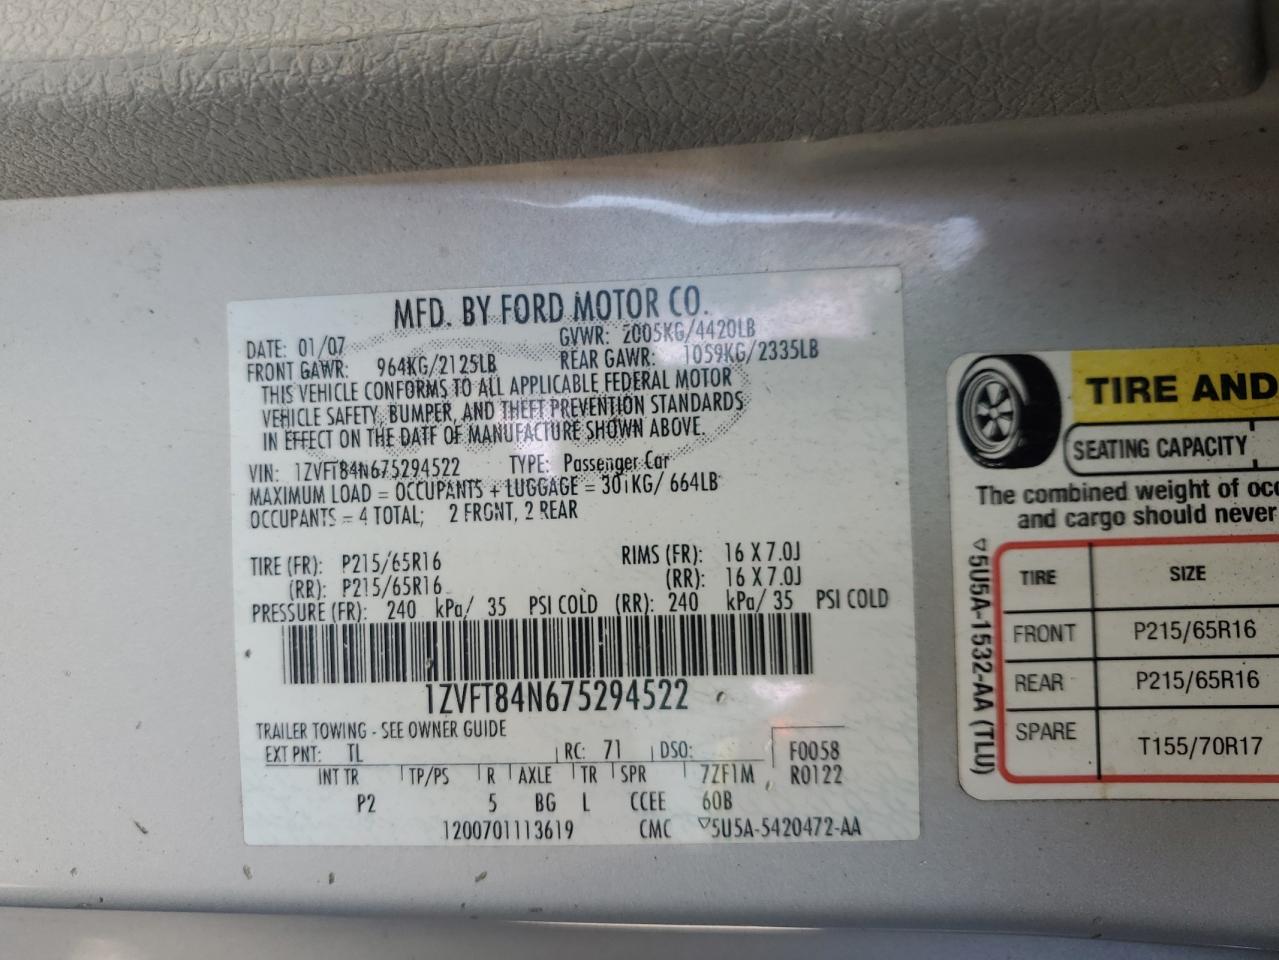 MFD. BY FORD MOTOR CO.
DATE: 01/07 GVWR: 2005KG/4420LB
FRONT GAWR: 964KG/2125LB REAR GAWR: 1059KG/2335LB
THIS VEHICLE CONFORMS TO ALL APPLICABLE FEDERAL MOTOR
VEHICLE SAFETY, BUMPER, AND THEFT PREVENTION STANDARDS
IN EFFECT ON THE DATE OF MANUFACTURE SHOWN ABOVE.
VIN: 1ZVFT84N675294522 TYPE: Passenger Car
MAXIMUM LOAD = OCCUPANTS + LUGGAGE = 301KG/ 664LB
OCCUPANTS = 4 TOTAL; 2 FRONT, 2 REAR
TIRE (FR): P215/65R16 RIMS (FR): 16 X 7.0J
(RR): P215/65R16 (RR): 16 X 7.0J
PRESSURE (FR): 240 kPa/ 35 PSI COLD (RR): 240 kPa/ 35 PSI COLD
1ZVFT84N675294522
TRAILER TOWING - SEE OWNER GUIDE
EXT PNT: TL RC: 71 DSO: F0058
INT TR TP/PS R AXLE TR SPR 7ZF1M R0122
P2 5 BG L CCEE 60B
1200701113619 CMC ▽5U5A-5420472-AA
TIRE AND
SEATING CAPACITY
The combined weight of occ
and cargo should never
▽5U5A-1532-AA (TLU)
TIRE SIZE
FRONT P215/65R16
REAR P215/65R16
SPARE T155/70R17